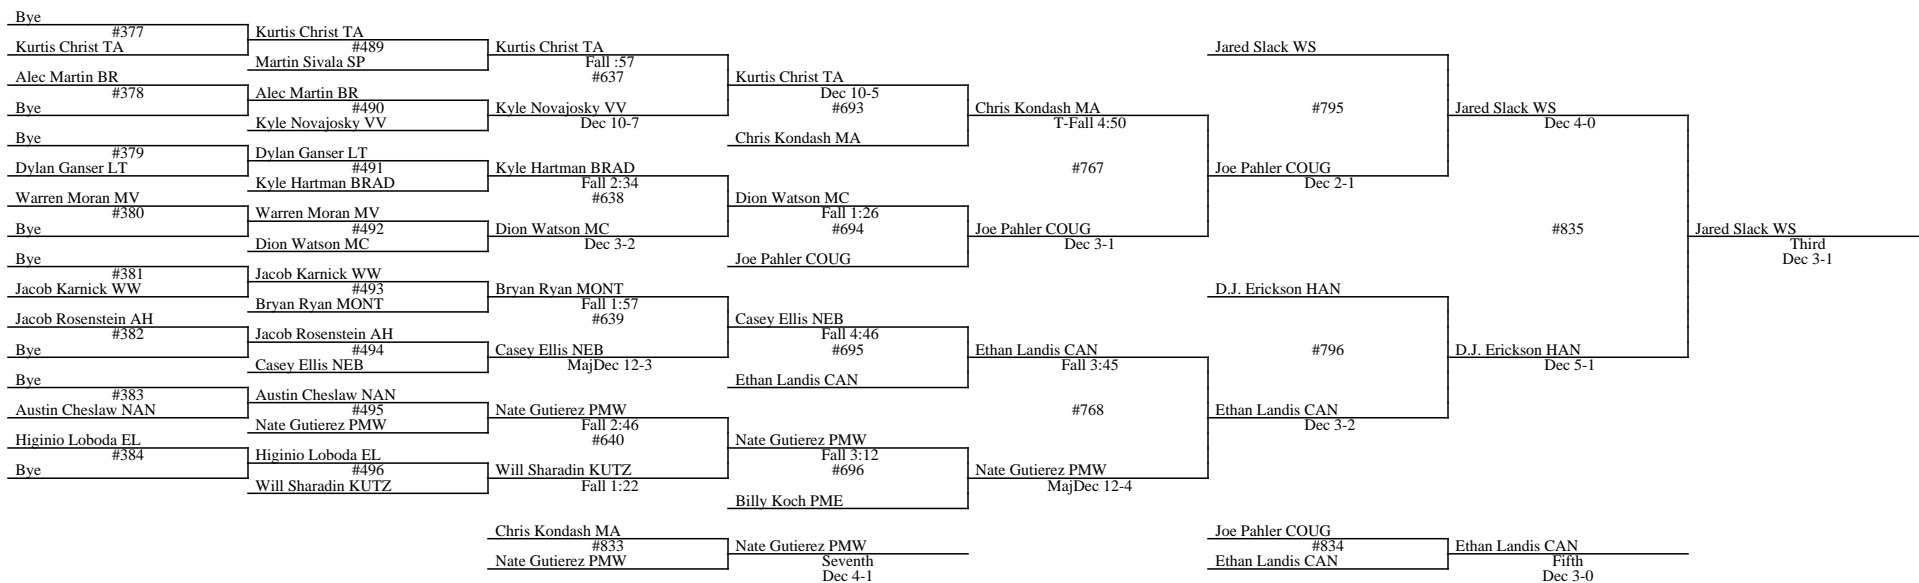 Bye
#377
Kurtis Christ TA
Alec Martin BR
#378
Bye
Bye
#379
Dylan Ganser LT
Warren Moran MV
#380
Bye
Bye
#381
Jacob Karnick WW
Jacob Rosenstein AH
#382
Bye
Bye
#383
Austin Cheslaw NAN
Higinio Loboda EL
#384
Bye
Kurtis Christ TA
#489
Martin Sivala SP
Alec Martin BR
#490
Kyle Novajosky VV
Dylan Ganser LT
#491
Kyle Hartman BRAD
Warren Moran MV
#492
Dion Watson MC
Jacob Karnick WW
#493
Bryan Ryan MONT
Jacob Rosenstein AH
#494
Casey Ellis NEB
Austin Cheslaw NAN
#495
Nate Gutierez PMW
Higinio Loboda EL
#496
Will Sharadin KUTZ
Kurtis Christ TA
Fall :57
#637
Kyle Novajosky VV
Dec 10-7
Kyle Hartman BRAD
Fall 2:34
#638
Dion Watson MC
Dec 3-2
Bryan Ryan MONT
Fall 1:57
#639
Casey Ellis NEB
MajDec 12-3
Nate Gutierez PMW
Fall 2:46
#640
Will Sharadin KUTZ
Fall 1:22
Kurtis Christ TA
Dec 10-5
#693
Chris Kondash MA
Dion Watson MC
Fall 1:26
#694
Joe Pahler COUG
Casey Ellis NEB
Fall 4:46
#695
Ethan Landis CAN
Nate Gutierez PMW
Fall 3:12
#696
Billy Koch PME
Chris Kondash MA
T-Fall 4:50
#767
Joe Pahler COUG
Dec 3-1
Ethan Landis CAN
Fall 3:45
#768
Nate Gutierez PMW
MajDec 12-4
Jared Slack WS
#795
Joe Pahler COUG
Dec 2-1
D.J. Erickson HAN
#796
Ethan Landis CAN
Dec 3-2
Jared Slack WS
Dec 4-0
#835
D.J. Erickson HAN
Dec 5-1
Jared Slack WS
Third
Dec 3-1
Chris Kondash MA
#833
Nate Gutierez PMW
Nate Gutierez PMW
Seventh
Dec 4-1
Joe Pahler COUG
#834
Ethan Landis CAN
Ethan Landis CAN
Fifth
Dec 3-0